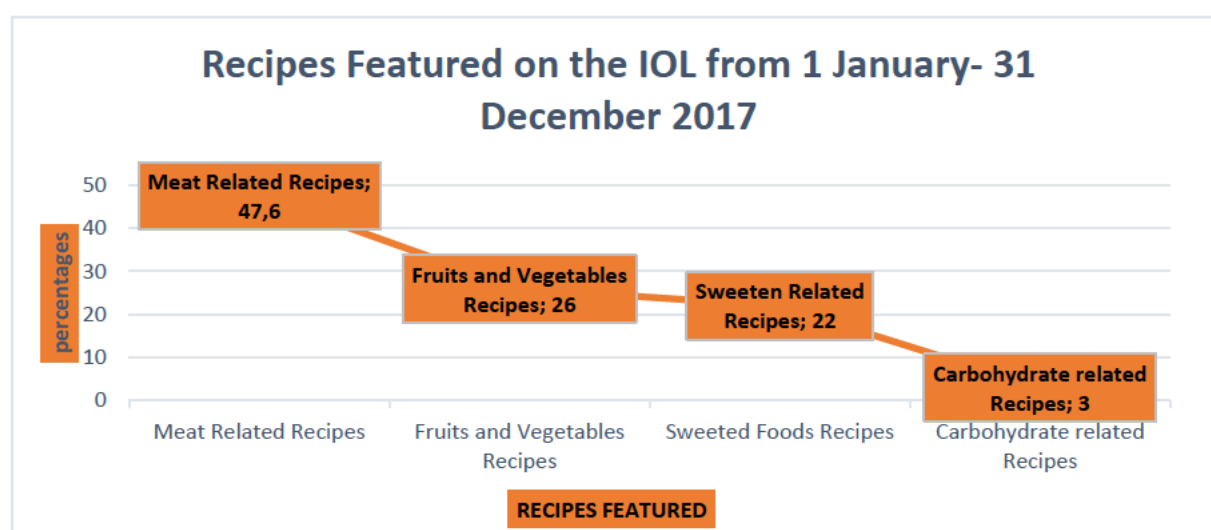 Recipes Featured on the IOL from 1 January- 31
December 2017
percentages
50
40
30
20
10
0
Meat Related Recipes;
47,6
Fruits and Vegetables
Recipes; 26
Sweeten Related
Recipes; 22
Carbohydrate related
Recipes; 3
Meat Related Recipes
Fruits and Vegetables
Recipes
Sweeted Foods Recipes
Carbohydrate related
Recipes
RECIPES FEATURED